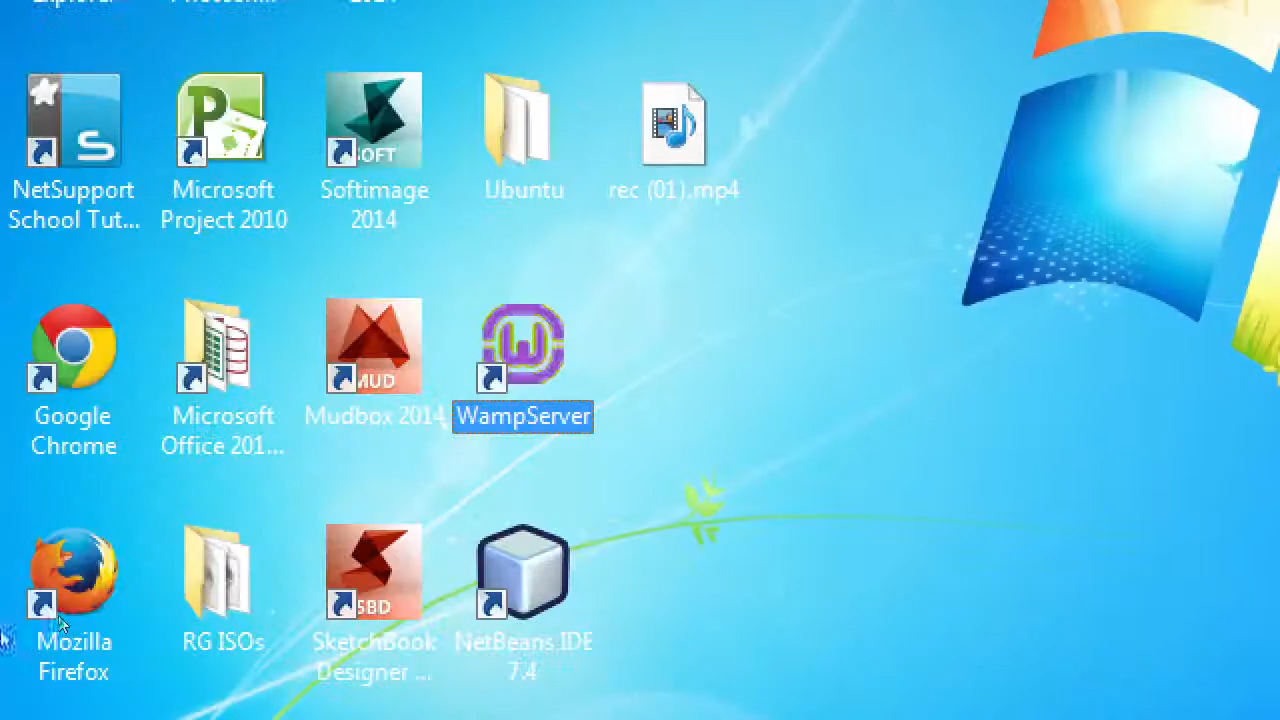 NetSupport
School Tut...
Microsoft
Project 2010
SOFT
Softimage
2014
Ubuntu
rec (01).mp4
Google
Chrome
Microsoft
Office 201...
MUD
Mudbox 2014
WampServer
Mozilla
Firefox
RG ISOs
SBD
SketchBook
Designer ...
NetBeans IDE
7.4